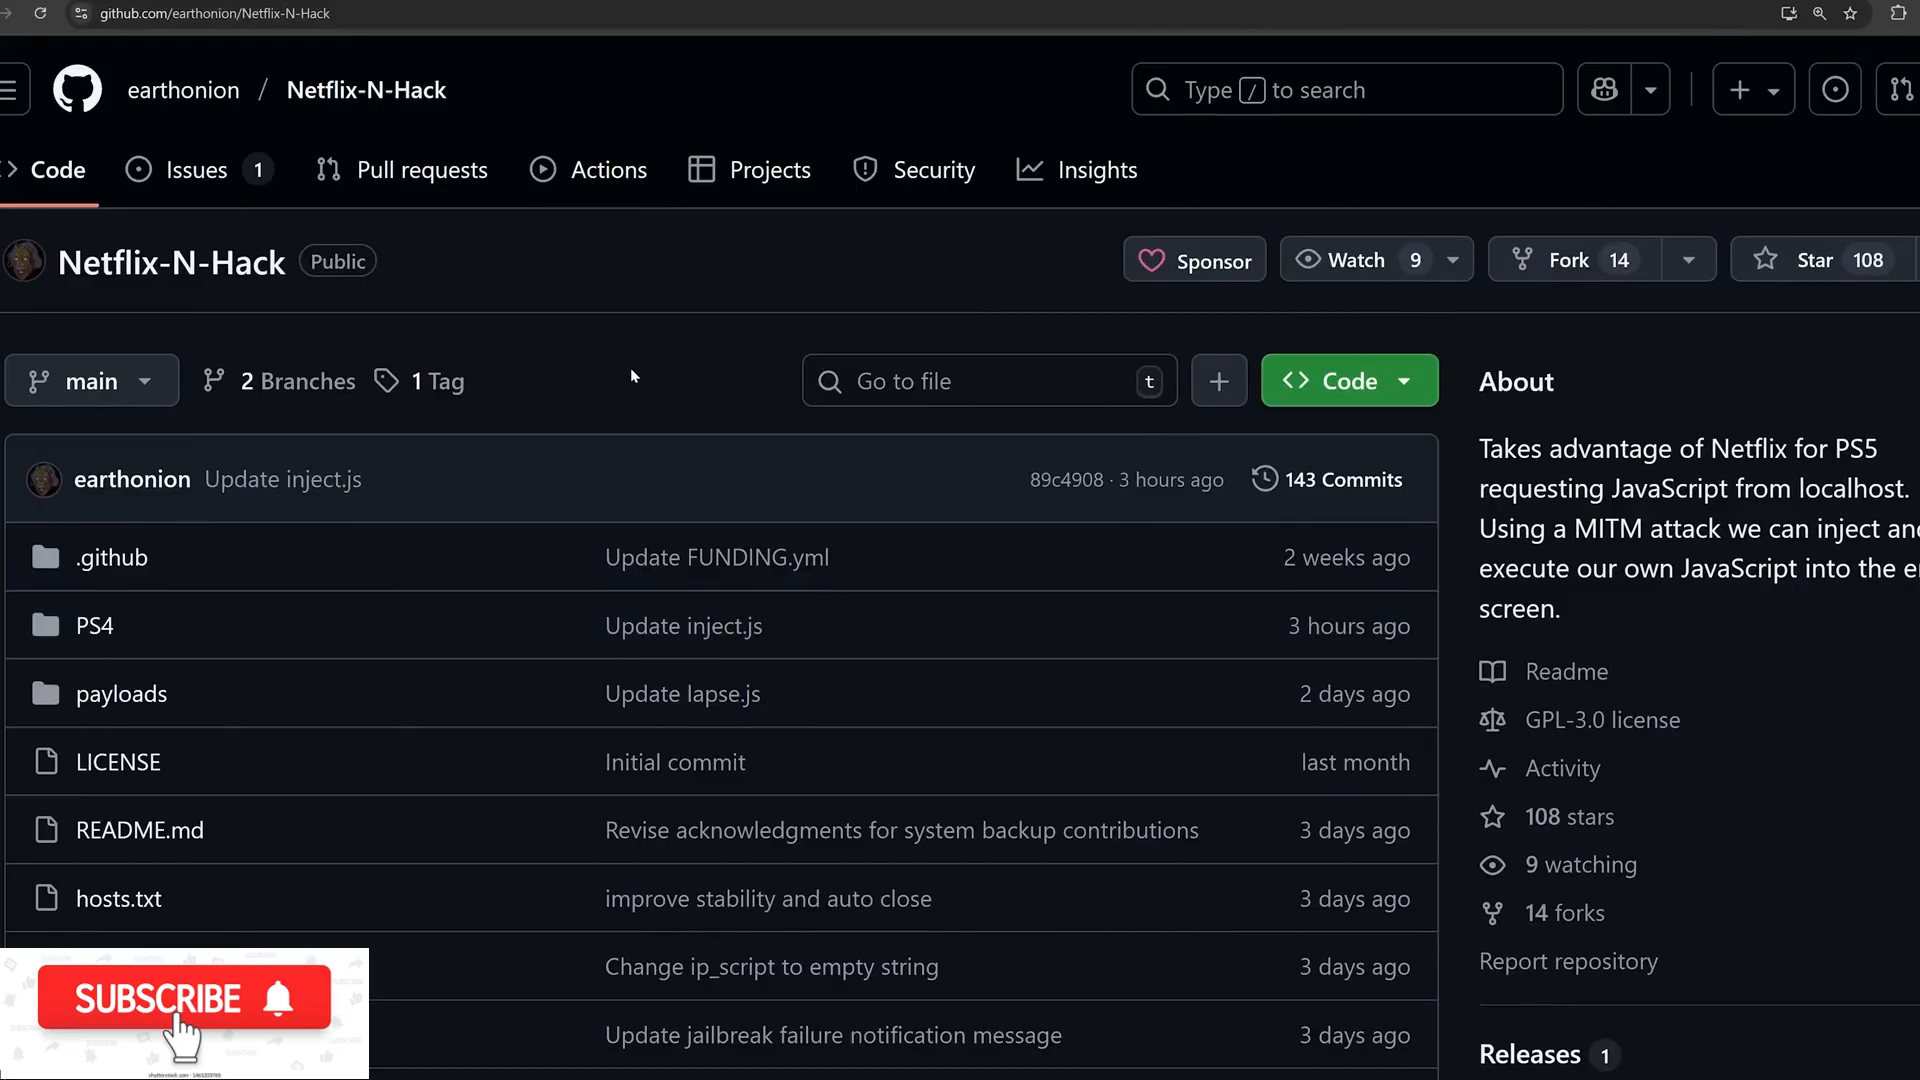 github.com/earthonion/Netflix-N-Hack
earthonion / Netflix-N-Hack
Type / to search
Code
Issues 1
Pull requests
Actions
Projects
Security
Insights
Netflix-N-Hack Public
Sponsor
Watch 9
Fork 14
Star 108
main
2 Branches
1 Tag
Go to file t
Code
earthonion Update inject.js 89c4908 · 3 hours ago 143 Commits
.github Update FUNDING.yml 2 weeks ago
PS4 Update inject.js 3 hours ago
payloads Update lapse.js 2 days ago
LICENSE Initial commit last month
README.md Revise acknowledgments for system backup contributions 3 days ago
hosts.txt improve stability and auto close 3 days ago
Change ip_script to empty string 3 days ago
Update jailbreak failure notification message 3 days ago
About
Takes advantage of Netflix for PS5
requesting JavaScript from localhost.
Using a MITM attack we can inject and
execute our own JavaScript into the
screen.
Readme
GPL-3.0 license
Activity
108 stars
9 watching
14 forks
Report repository
Releases 1
SUBSCRIBE